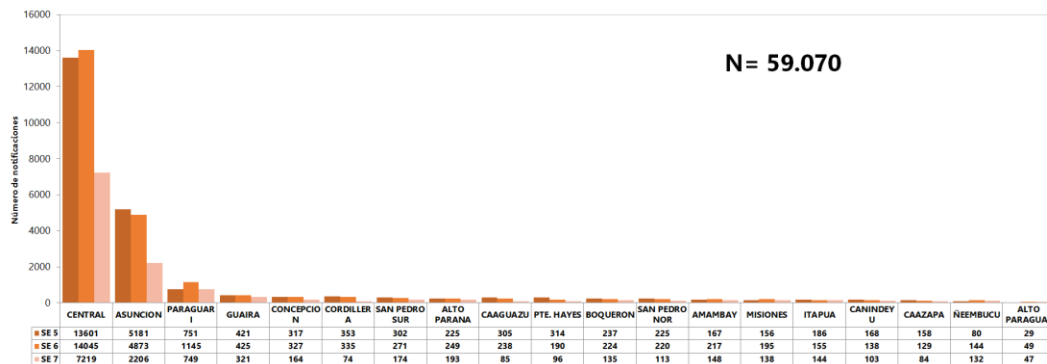 16000
14000
12000
10000
8000
6000
4000
2000
0
Número de notificaciones
N= 59.070
CENTRAL ASUNCION PARAGUARI GUAIRA CONCEPCION CORDILLERA SAN PEDRO SUR ALTO PARANA CAAGUAZU PTE. HAYES BOQUERON SAN PEDRO NOR AMAMBAY MISIONES ITAPUA CANINDEYU CAAZAPA ÑEEMBUCU ALTO PARAGUA
SE 5 13601 5181 751 421 317 353 302 225 305 314 237 225 167 156 186 168 158 80 29
SE 6 14045 4873 1145 425 327 335 271 249 238 190 224 220 217 195 155 138 129 144 49
SE 7 7219 2206 749 321 164 74 174 193 85 96 135 113 148 138 144 103 84 132 47